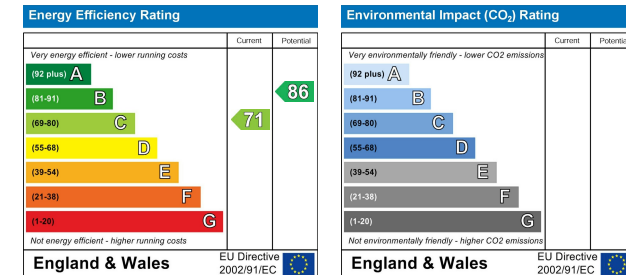 Energy Efficiency Rating
Current Potential
Very energy efficient - lower running costs
(92 plus) A
(81-91) B
86
(69-80) C
71
(55-68) D
(39-54) E
(21-38) F
(1-20) G
Not energy efficient - higher running costs
England & Wales
EU Directive
2002/91/EC
Environmental Impact (CO₂) Rating
Current Potential
Very environmentally friendly - lower CO2 emissions
(92 plus) A
(81-91) B
(69-80) C
(55-68) D
(39-54) E
(21-38) F
(1-20) G
Not environmentally friendly - higher CO2 emissions
England & Wales
EU Directive
2002/91/EC